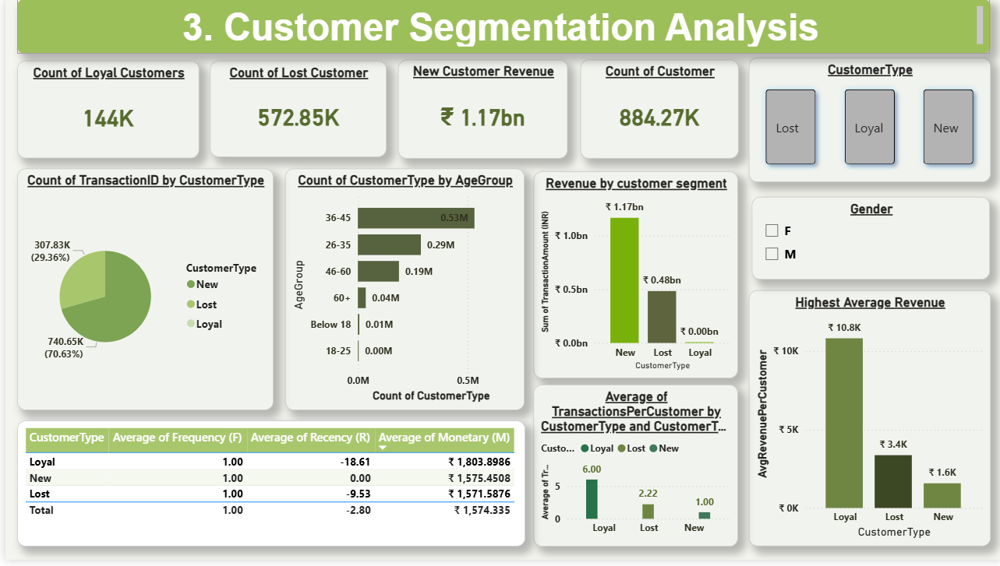 3. Customer Segmentation Analysis
Count of Loyal Customers
144K
Count of Lost Customer
572.85K
New Customer Revenue
₹ 1.17bn
Count of Customer
884.27K
CustomerType
Lost
Loyal
New
Count of TransactionID by CustomerType
307.83K
(29.36%)
740.65K
(70.63%)
CustomerType
New
Lost
Loyal
Count of CustomerType by AgeGroup
AgeGroup
36-45
0.53M
26-35
0.29M
46-60
0.19M
60+
0.04M
Below 18
0.01M
18-25
0.00M
0.0M
0.5M
Count of CustomerType
Revenue by customer segment
Sum of TransactionAmount (INR)
₹ 1.0bn
₹ 0.5bn
₹ 0.0bn
₹ 1.17bn
₹ 0.48bn
₹ 0.00bn
New
Lost
Loyal
CustomerType
Gender
F
M
CustomerType Average of Frequency (F) Average of Recency (R) Average of Monetary (M)
Loyal 1.00 -18.61 ₹ 1,803.8986
New 1.00 0.00 ₹ 1,575.4508
Lost 1.00 -9.53 ₹ 1,571.5876
Total 1.00 -2.80 ₹ 1,574.335
Average of
TransactionsPerCustomer by
CustomerType and CustomerT...
Custo... Loyal Lost New
Average of Tr...
5
0
6.00
2.22
1.00
Loyal
Lost
New
Highest Average Revenue
AvgRevenuePerCustomer
₹ 10K
₹ 5K
₹ 0K
₹ 10.8K
₹ 3.4K
₹ 1.6K
Loyal
Lost
New
CustomerType